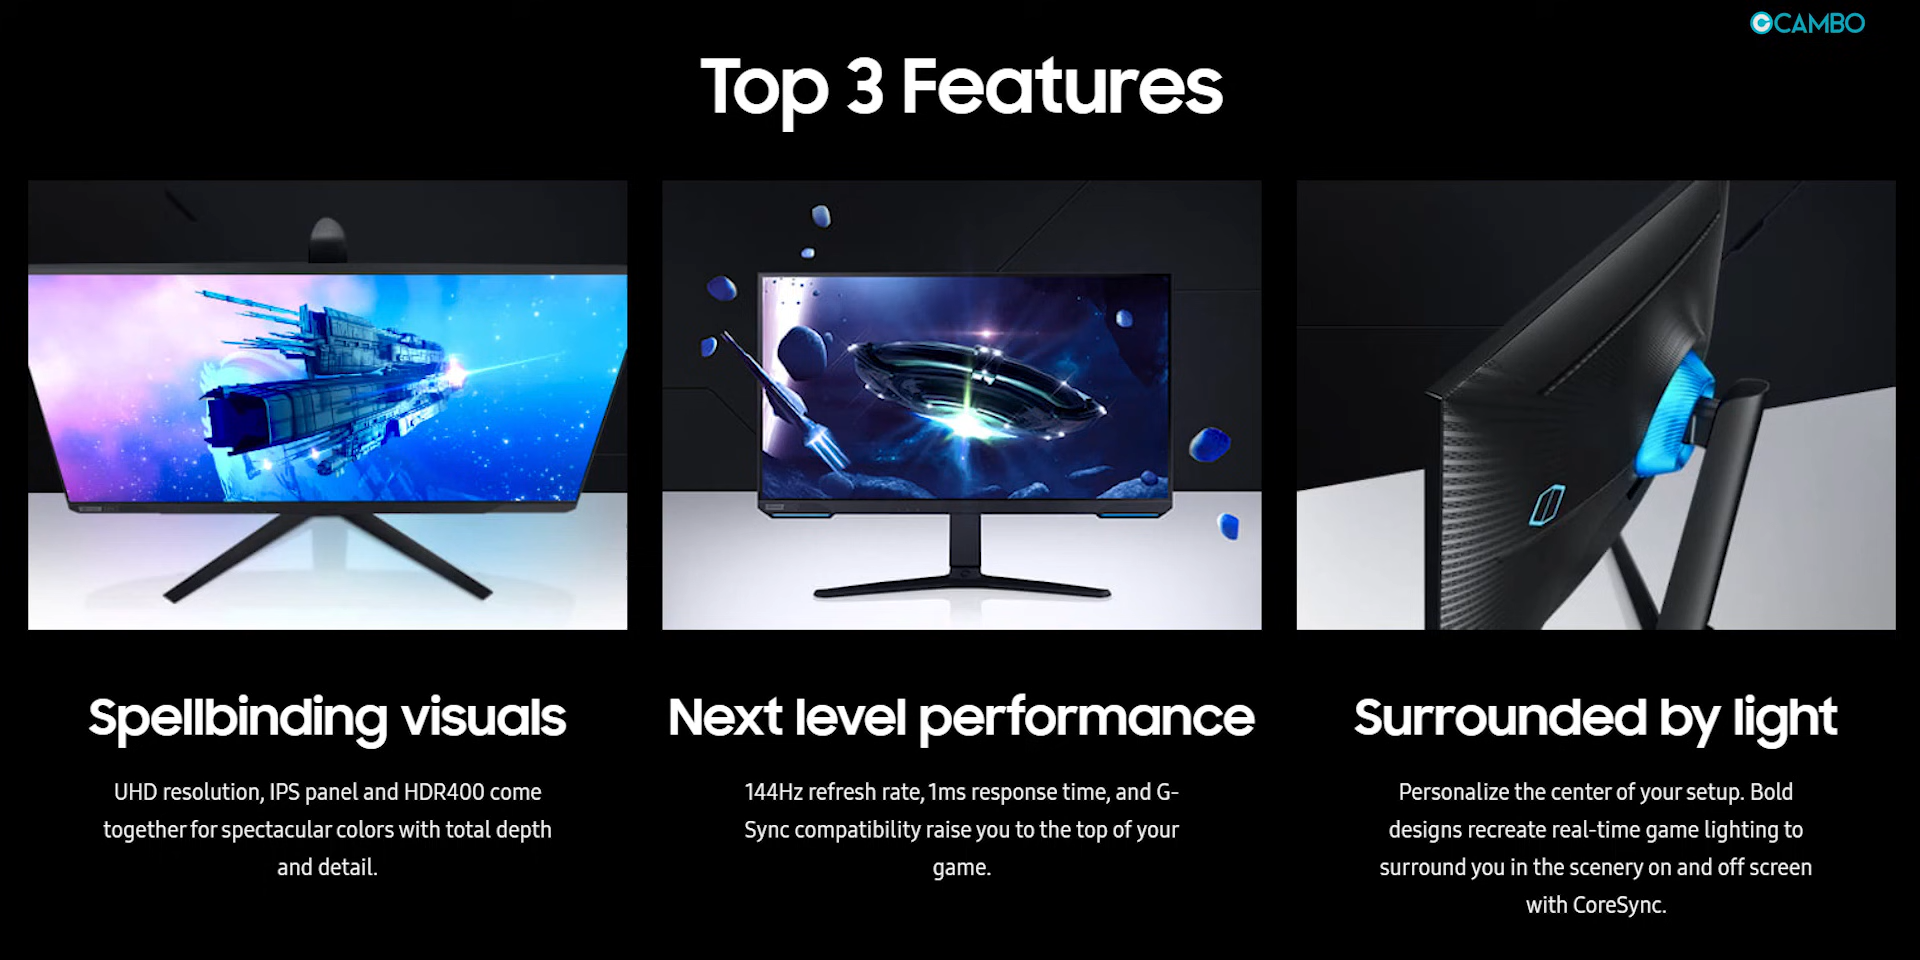 CAMBO
Top 3 Features
Spellbinding visuals
UHD resolution, IPS panel and HDR400 come
together for spectacular colors with total depth
and detail.
Next level performance
144Hz refresh rate, 1ms response time, and G-
Sync compatibility raise you to the top of your
game.
Surrounded by light
Personalize the center of your setup. Bold
designs recreate real-time game lighting to
surround you in the scenery on and off screen
with CoreSync.